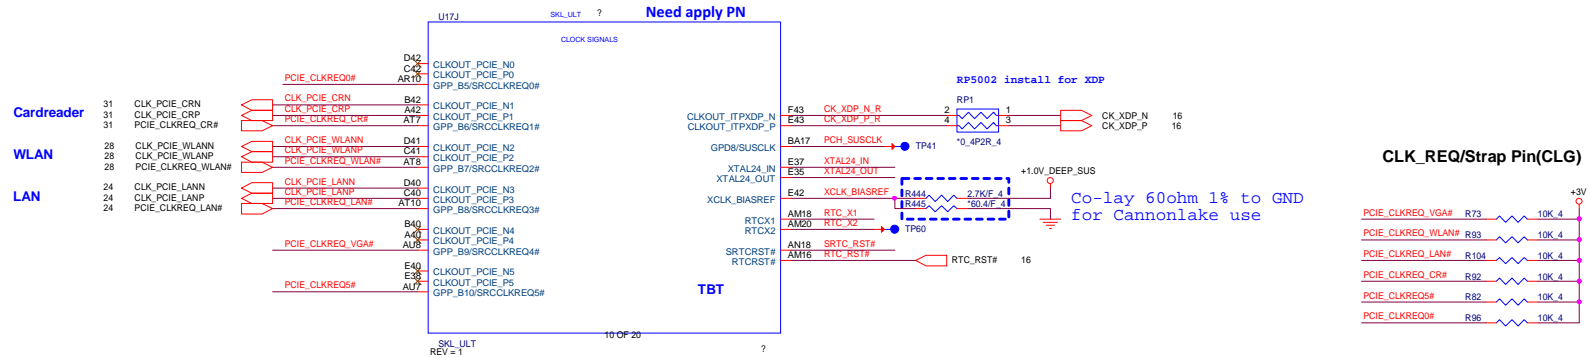 U17J
SKL_ULT
?
Need apply PN
CLOCK SIGNALS
D42
CLKOUT_PCIE_N0
C42
CLKOUT_PCIE_P0
PCIE_CLKREQ0#
AR10
GPP_B5/SRCCLKREQ0#
Cardreader
31
CLK_PCIE_CRN
CLK_PCIE_CRN
B42
CLKOUT_PCIE_N1
31
CLK_PCIE_CRP
CLK_PCIE_CRP
A42
CLKOUT_PCIE_P1
31
PCIE_CLKREQ_CR#
PCIE_CLKREQ_CR#
AT7
GPP_B6/SRCCLKREQ1#
WLAN
28
CLK_PCIE_WLANN
CLK_PCIE_WLANN
D41
CLKOUT_PCIE_N2
28
CLK_PCIE_WLANP
CLK_PCIE_WLANP
C41
CLKOUT_PCIE_P2
28
PCIE_CLKREQ_WLAN#
PCIE_CLKREQ_WLAN#
AT8
GPP_B7/SRCCLKREQ2#
LAN
24
CLK_PCIE_LANN
CLK_PCIE_LANN
D40
CLKOUT_PCIE_N3
24
CLK_PCIE_LANP
CLK_PCIE_LANP
C40
CLKOUT_PCIE_P3
24
PCIE_CLKREQ_LAN#
PCIE_CLKREQ_LAN#
AT10
GPP_B8/SRCCLKREQ3#
B40
CLKOUT_PCIE_N4
A40
CLKOUT_PCIE_P4
PCIE_CLKREQ_VGA#
AU8
GPP_B9/SRCCLKREQ4#
E40
CLKOUT_PCIE_N5
E38
CLKOUT_PCIE_P5
PCIE_CLKREQ5#
AU7
GPP_B10/SRCCLKREQ5#
RP5002 install for XDP
RP1
CLKOUT_ITPXDP_N
F43
CK_XDP_N_R
2
1
CK_XDP_N
16
CLKOUT_ITPXDP_P
E43
CK_XDP_P_R
4
3
CK_XDP_P
16
*0_4P2R_4
GPD8/SUSCLK
BA17
PCH_SUSCLK
TP41
XTAL24_IN
E37
XTAL24_IN
XTAL24_OUT
E35
XTAL24_OUT
+1.0V_DEEP_SUS
XCLK_BIASREF
E42
XCLK_BIASREF
R444
2.7K/F_4
R445
*60.4/F_4
Co-lay 60ohm 1% to GND
for Cannonlake use
RTCX1
AM18
RTC_X1
RTCX2
AM20
RTC_X2
TP60
SRTCRST#
AN18
SRTC_RST#
RTCRST#
AM16
RTC_RST#
RTC_RST#
16
TBT
10 OF 20
SKL_ULT
REV = 1
?
CLK_REQ/Strap Pin(CLG)
+3V
PCIE_CLKREQ_VGA#
R73
10K_4
PCIE_CLKREQ_WLAN#
R93
10K_4
PCIE_CLKREQ_LAN#
R104
10K_4
PCIE_CLKREQ_CR#
R92
10K_4
PCIE_CLKREQ5#
R82
10K_4
PCIE_CLKREQ0#
R96
10K_4